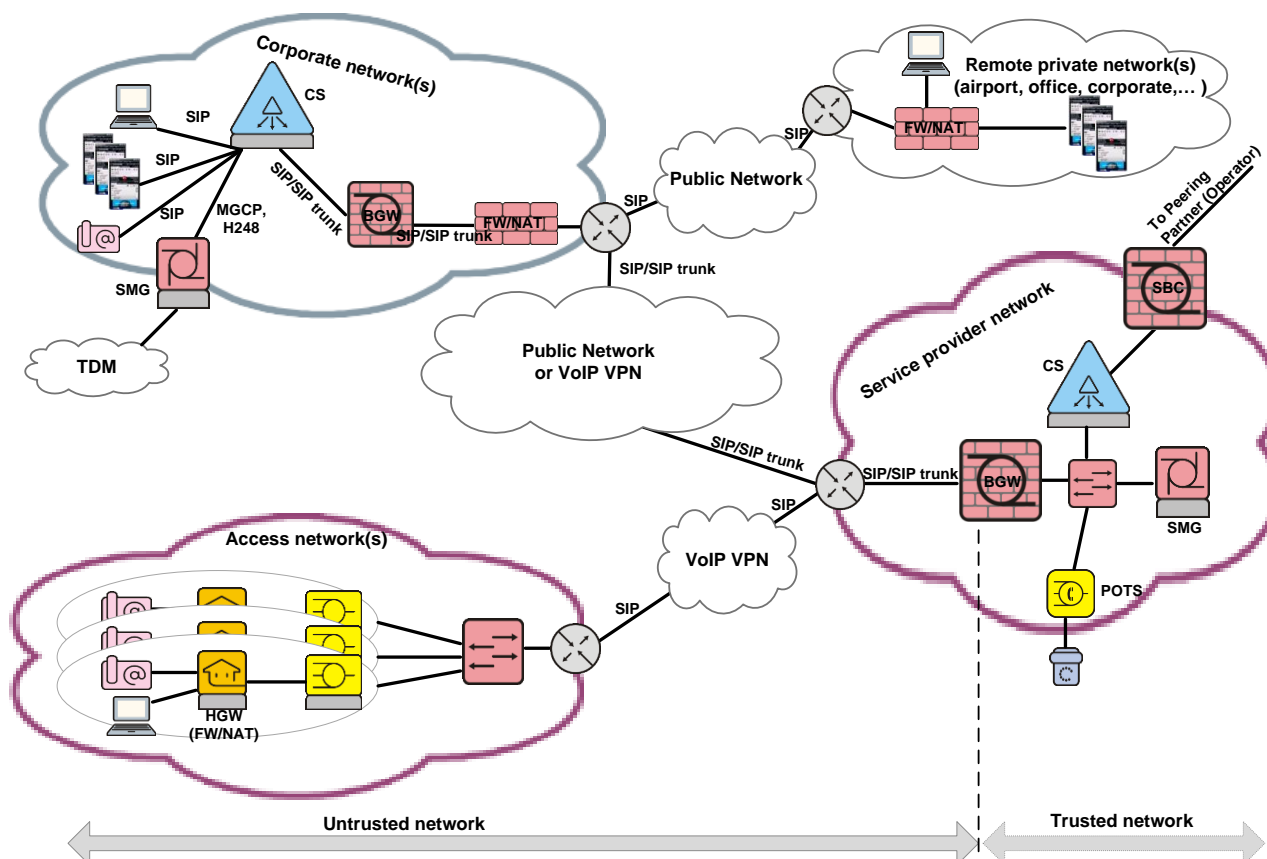 Corporate network(s)
CS
SIP
SIP
SIP
MGCP,
H248
SMG
TDM
SIP/SIP trunk
BGW
SIP/SIP trunk
FW/NAT
SIP
Public Network
SIP
Remote private network(s)
(airport, office, corporate,... )
FW/NAT
To Peering
Partner (Operator)
SIP/SIP trunk
Public Network
or VoIP VPN
SIP/SIP trunk
Service provider network
SBC
CS
SIP/SIP trunk
BGW
SMG
POTS
SIP
VoIP VPN
SIP
Access network(s)
HGW
(FW/NAT)
Untrusted network
Trusted network